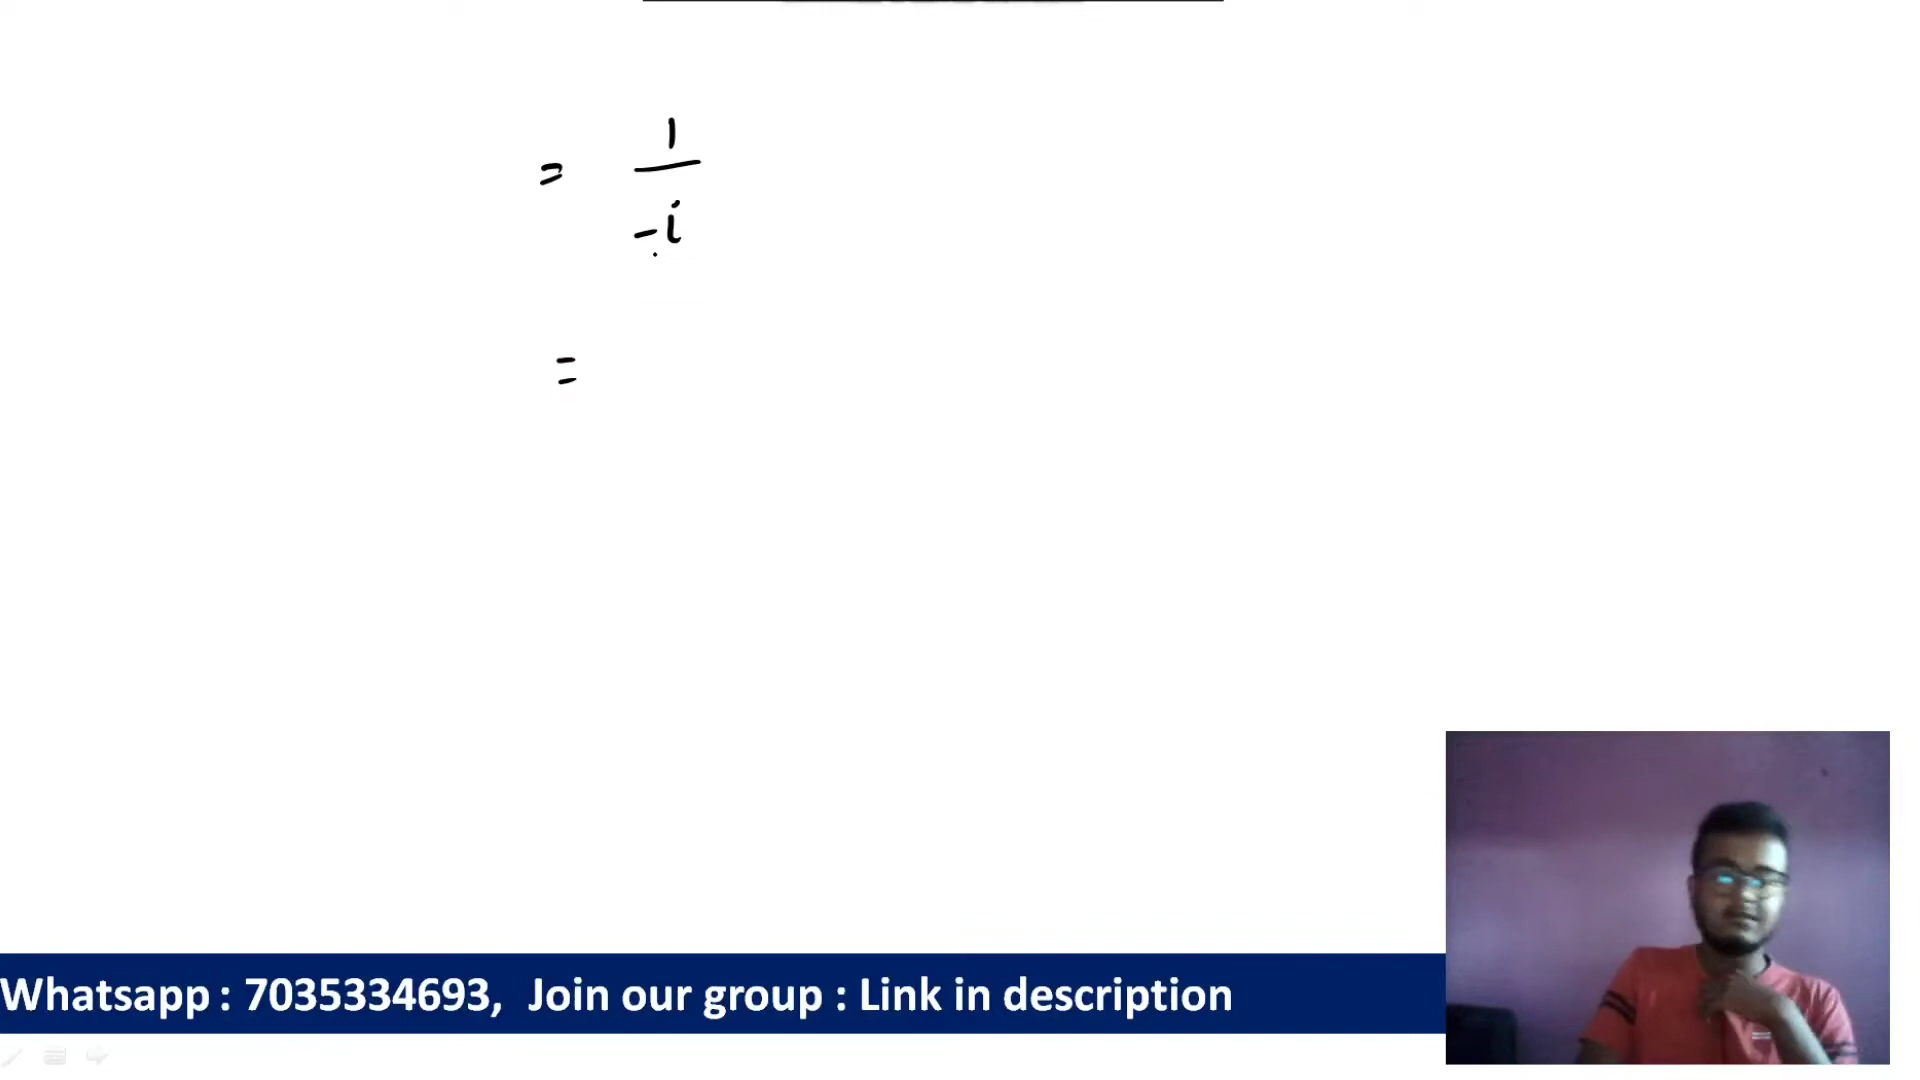 = 1
-i
=
Whatsapp : 7035334693, Join our group : Link in description